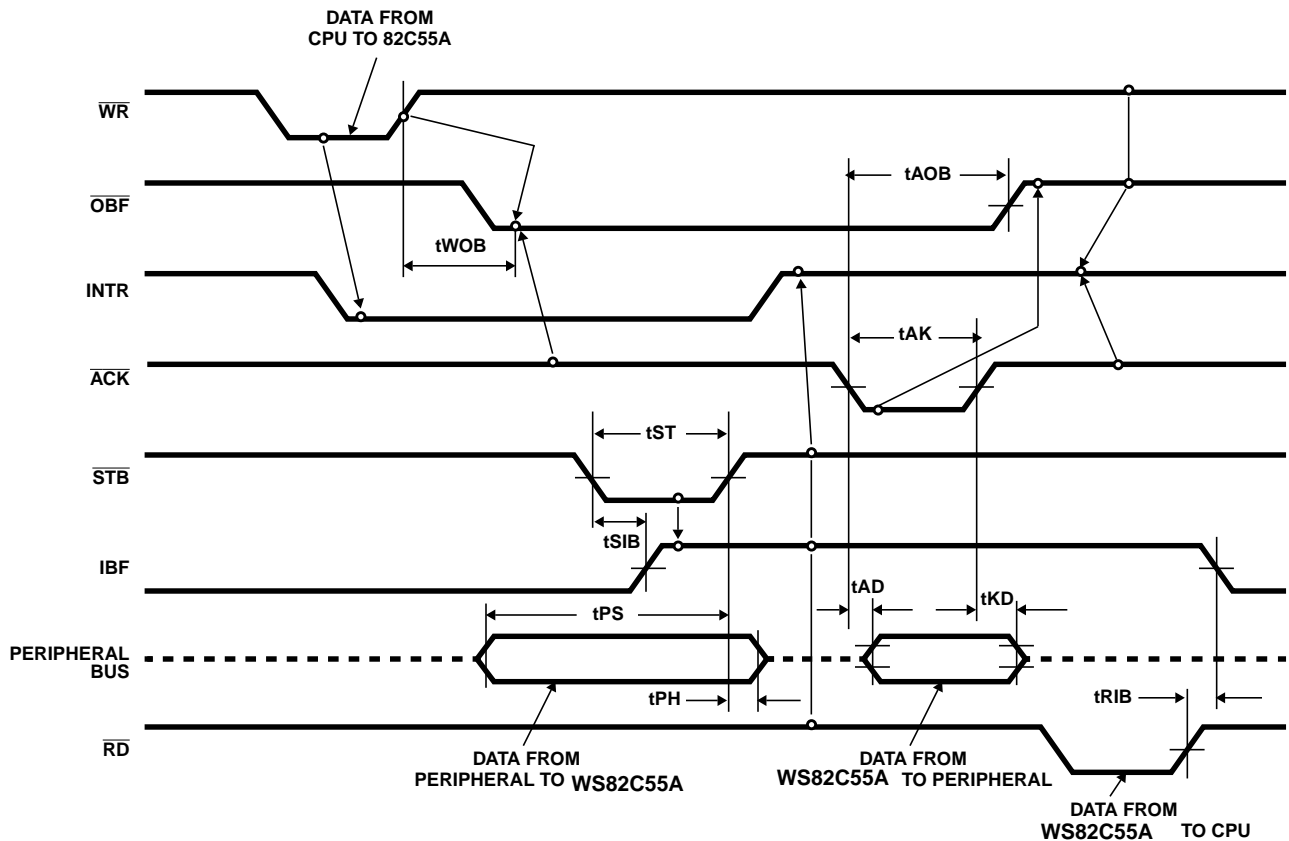 DATA FROM
CPU TO 82C55A
WR
OBF
tAOB
tWOB
INTR
tAK
ACK
tST
STB
tSIB
IBF
tAD
tKD
tPS
PERIPHERAL
BUS
tPH
tRIB
RD
DATA FROM
PERIPHERAL TO WS82C55A
DATA FROM
WS82C55A TO PERIPHERAL
DATA FROM
WS82C55A TO CPU